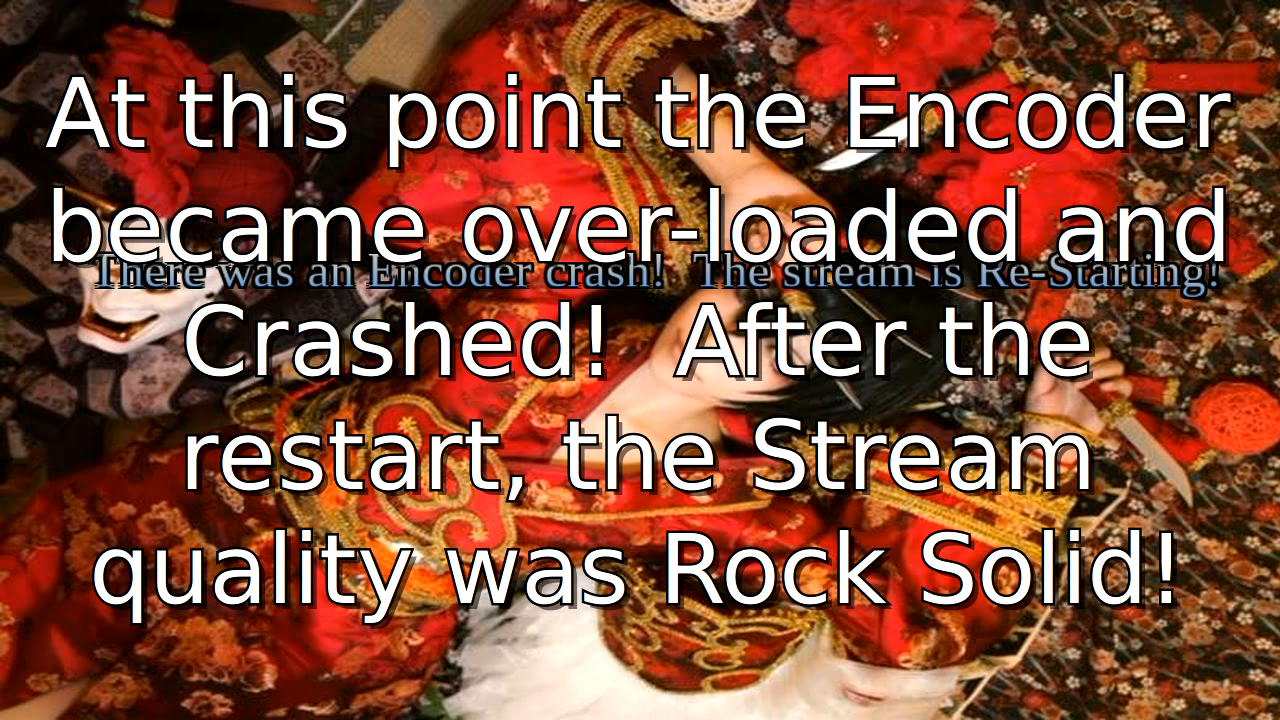 At this point the Encoder
became over-loaded and
There was an Encoder crash!  The stream is Re-Starting!
Crashed!  After the
restart, the Stream
quality was Rock Solid!